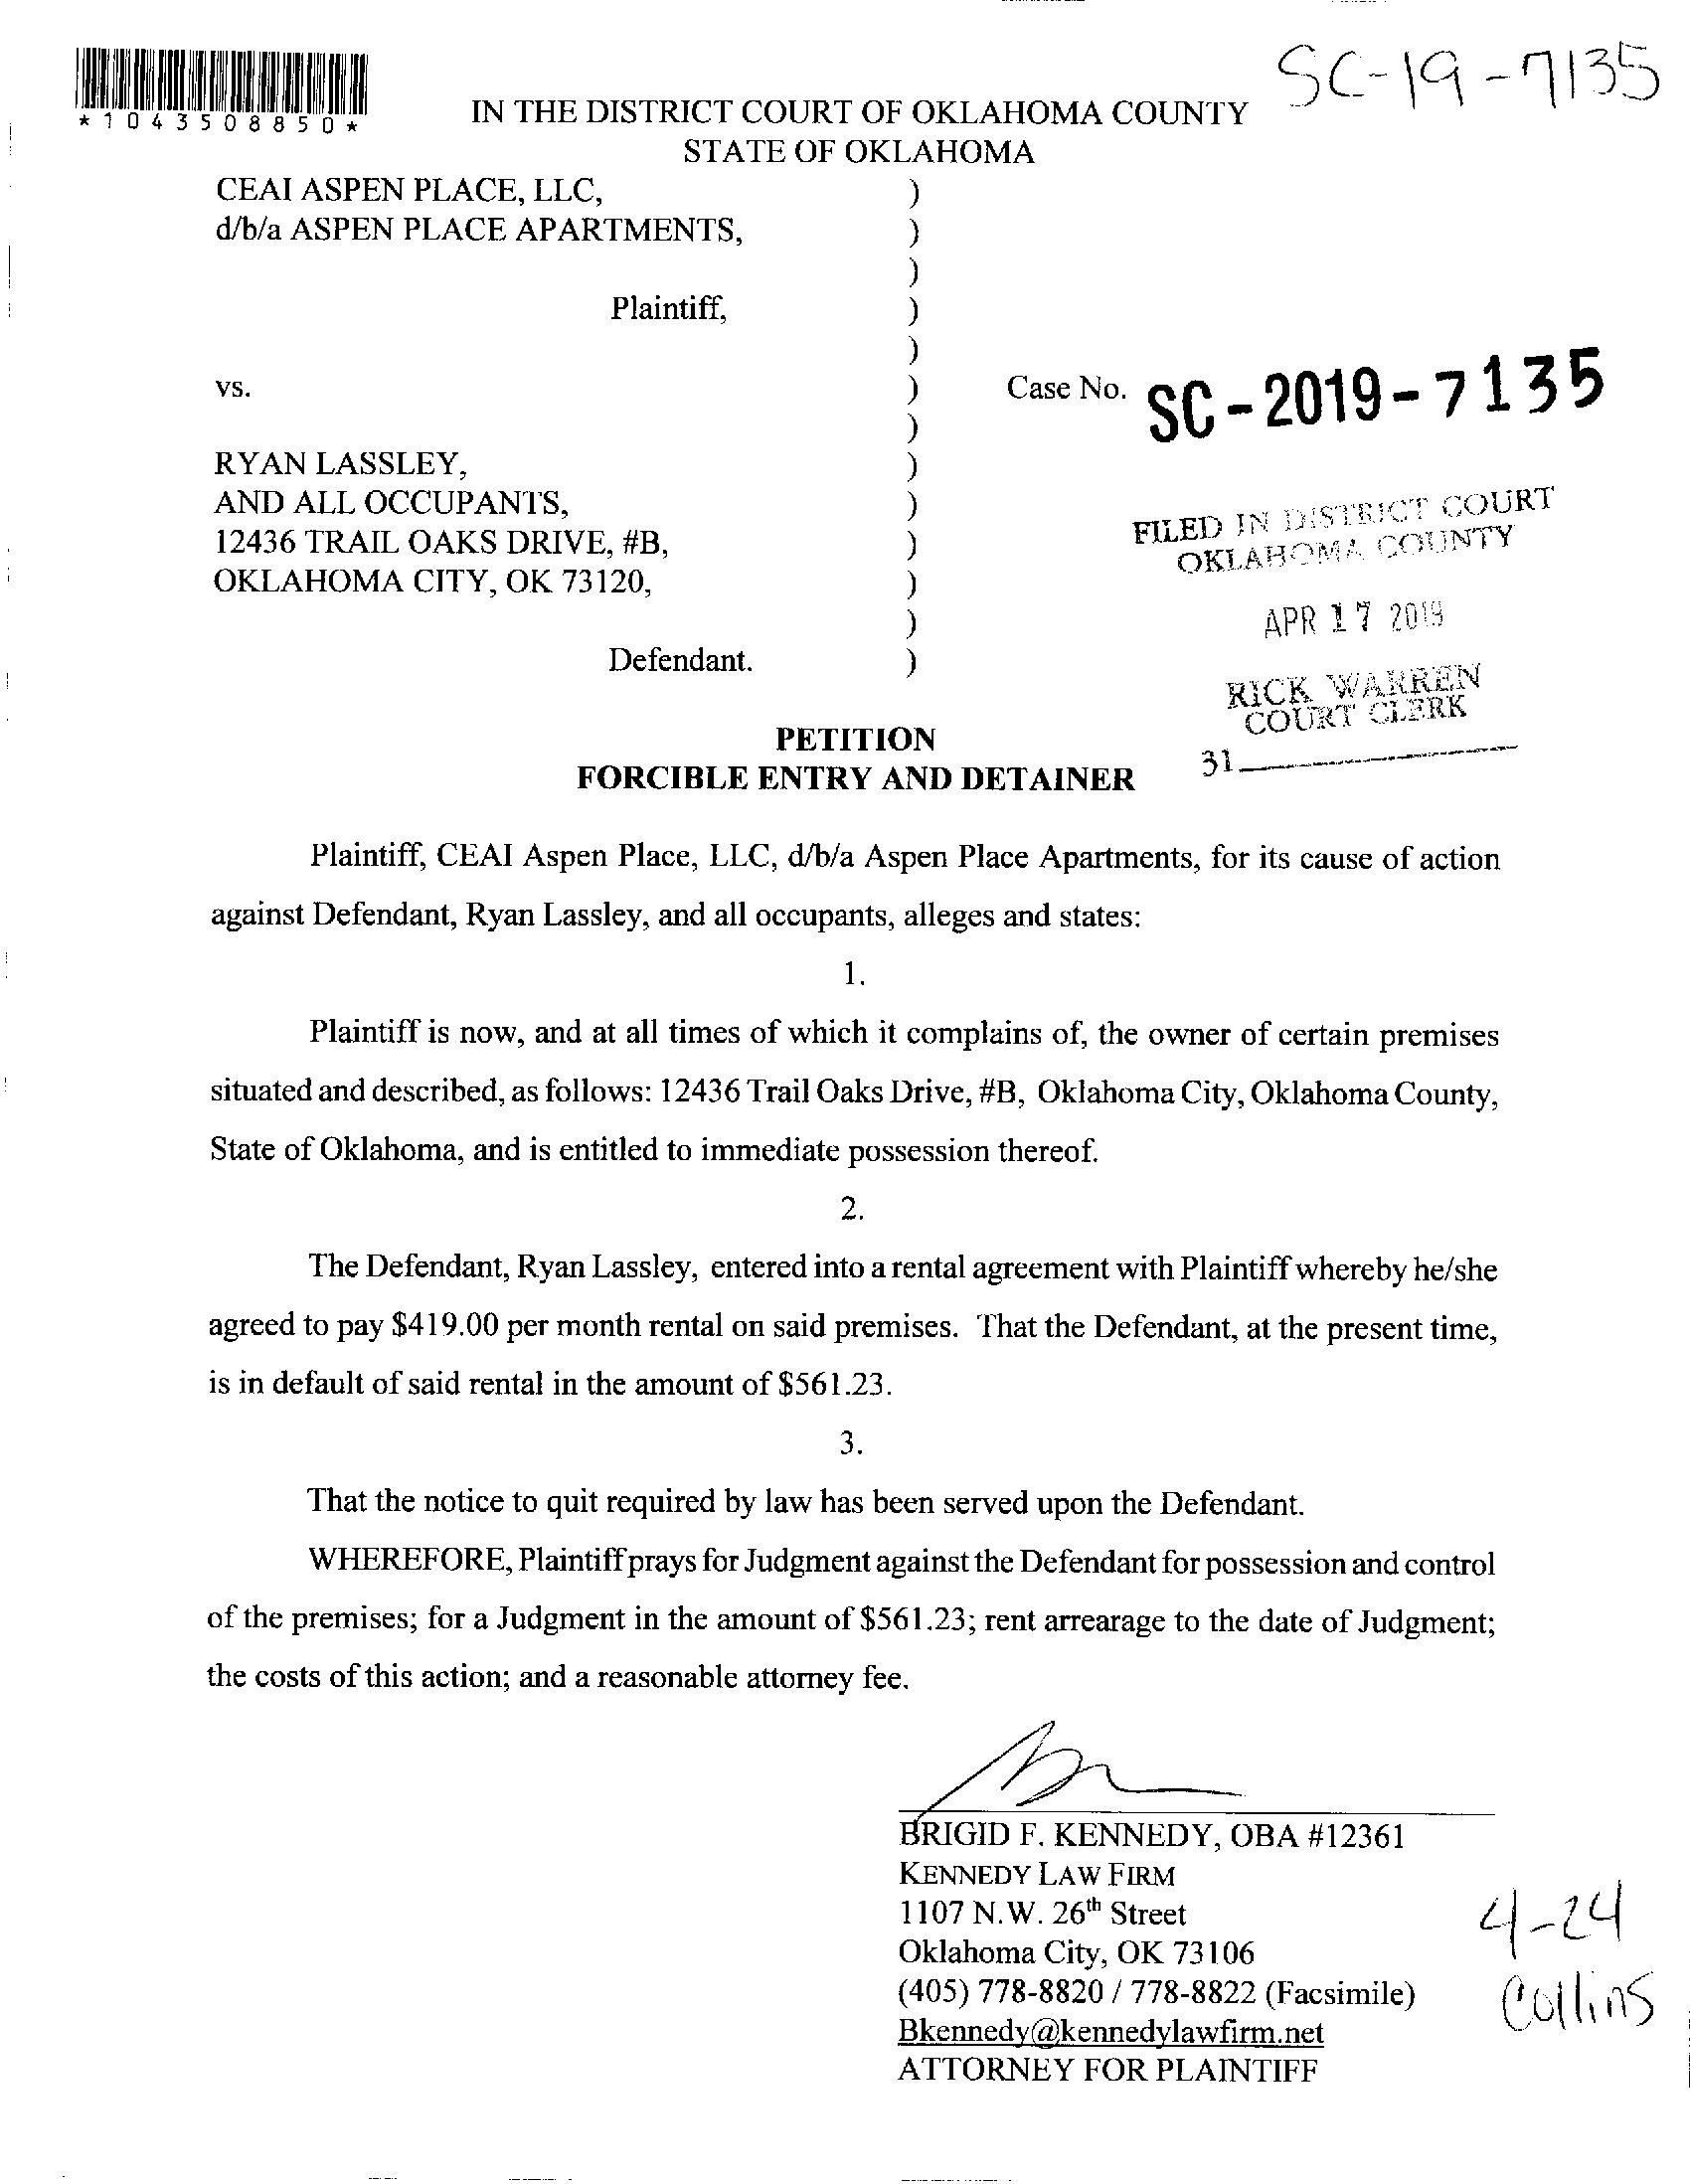 SC-19-7135
*1043508850*
IN THE DISTRICT COURT OF OKLAHOMA COUNTY
STATE OF OKLAHOMA
CEAI ASPEN PLACE, LLC, )
d/b/a ASPEN PLACE APARTMENTS, )
)
Plaintiff, )
)
vs. ) Case No. SC-2019-7135
)
RYAN LASSLEY, )
AND ALL OCCUPANTS, )
12436 TRAIL OAKS DRIVE, #B, )
OKLAHOMA CITY, OK 73120, )
)
Defendant. )
FILED IN DISTRICT COURT
OKLAHOMA COUNTY
APR 17 2019
RICK WARREN
COURT CLERK
31
PETITION
FORCIBLE ENTRY AND DETAINER
Plaintiff, CEAI Aspen Place, LLC, d/b/a Aspen Place Apartments, for its cause of action
against Defendant, Ryan Lassley, and all occupants, alleges and states:
1.
Plaintiff is now, and at all times of which it complains of, the owner of certain premises
situated and described, as follows: 12436 Trail Oaks Drive, #B, Oklahoma City, Oklahoma County,
State of Oklahoma, and is entitled to immediate possession thereof.
2.
The Defendant, Ryan Lassley, entered into a rental agreement with Plaintiff whereby he/she
agreed to pay $419.00 per month rental on said premises. That the Defendant, at the present time,
is in default of said rental in the amount of $561.23.
3.
That the notice to quit required by law has been served upon the Defendant.
WHEREFORE, Plaintiff prays for Judgment against the Defendant for possession and control
of the premises; for a Judgment in the amount of $561.23; rent arrearage to the date of Judgment;
the costs of this action; and a reasonable attorney fee.
BRIGID F. KENNEDY, OBA #12361
KENNEDY LAW FIRM
1107 N.W. 26th Street
Oklahoma City, OK 73106
(405) 778-8820 / 778-8822 (Facsimile)
Bkennedy@kennedylawfirm.net
ATTORNEY FOR PLAINTIFF
4-24
Collins